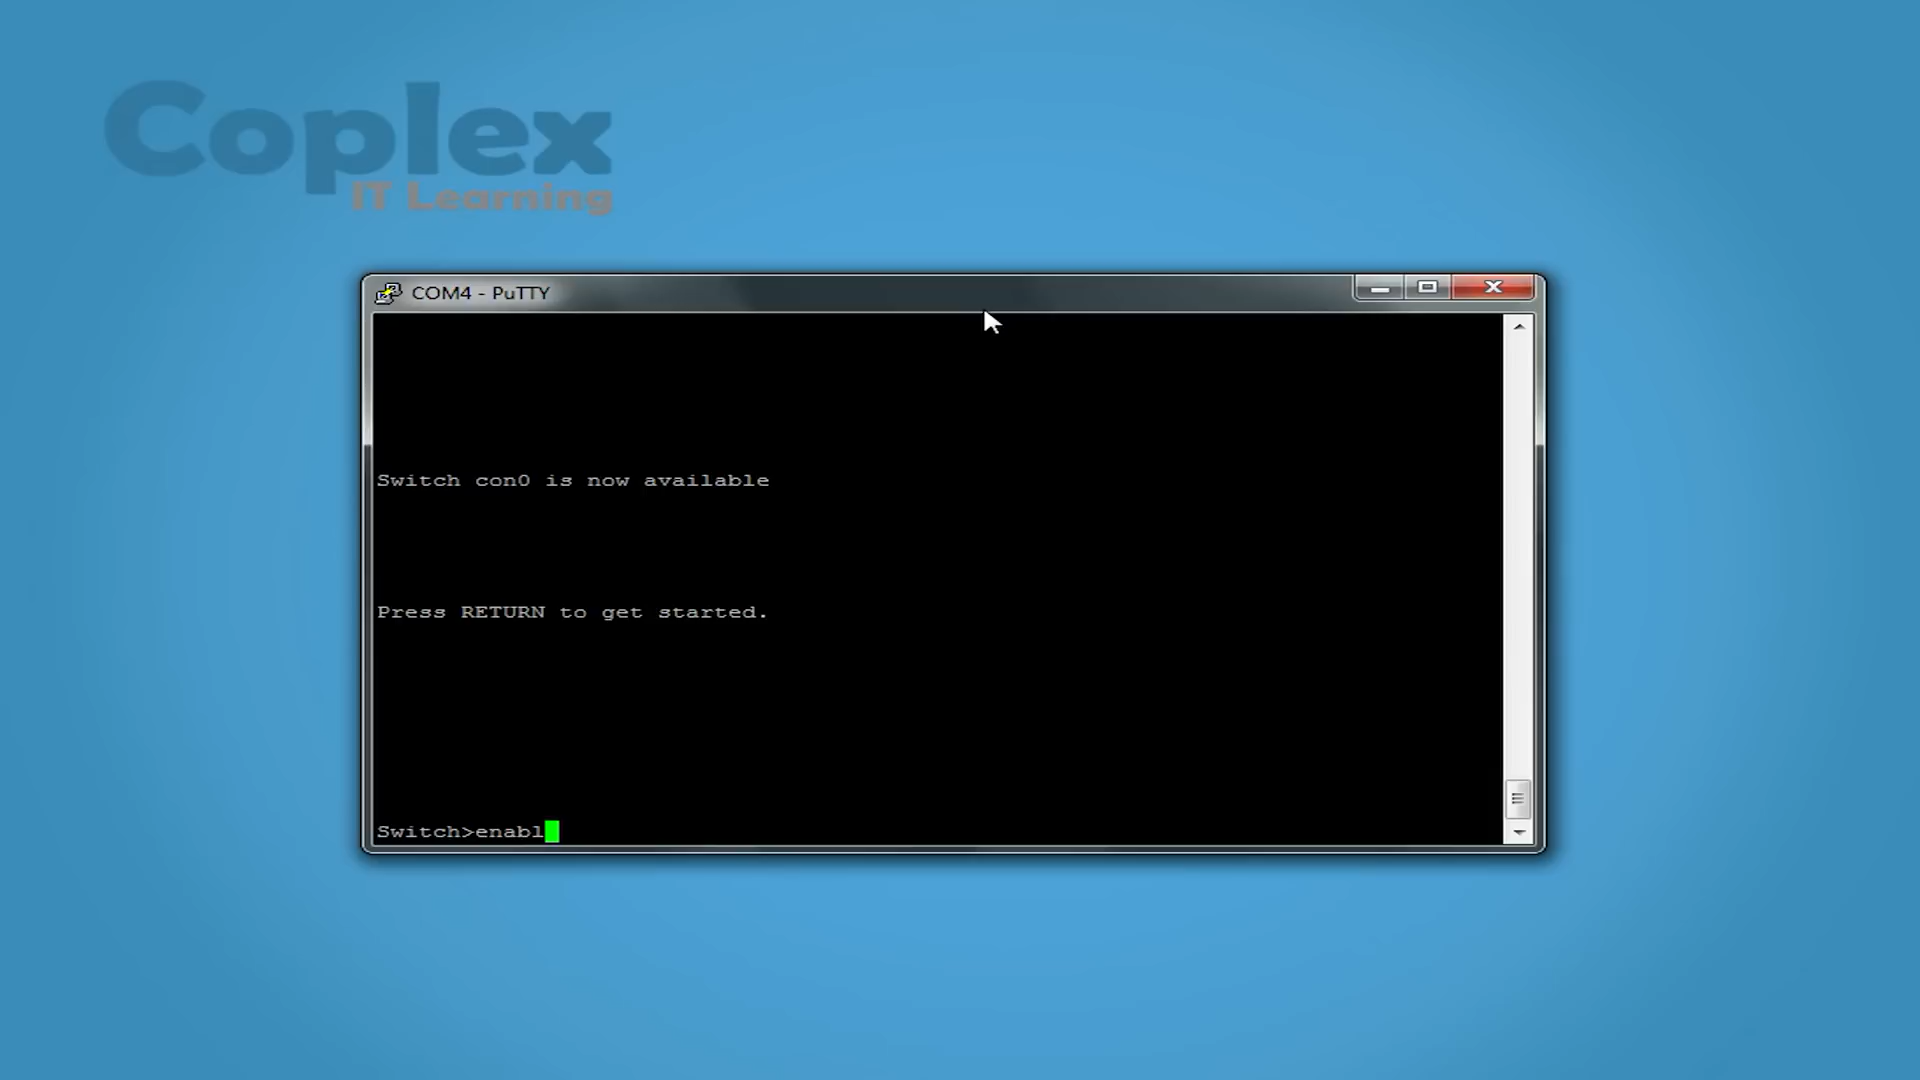 Coplex
IT Learning
COM4 - PuTTY
Switch con0 is now available
Press RETURN to get started.
Switch>enabl